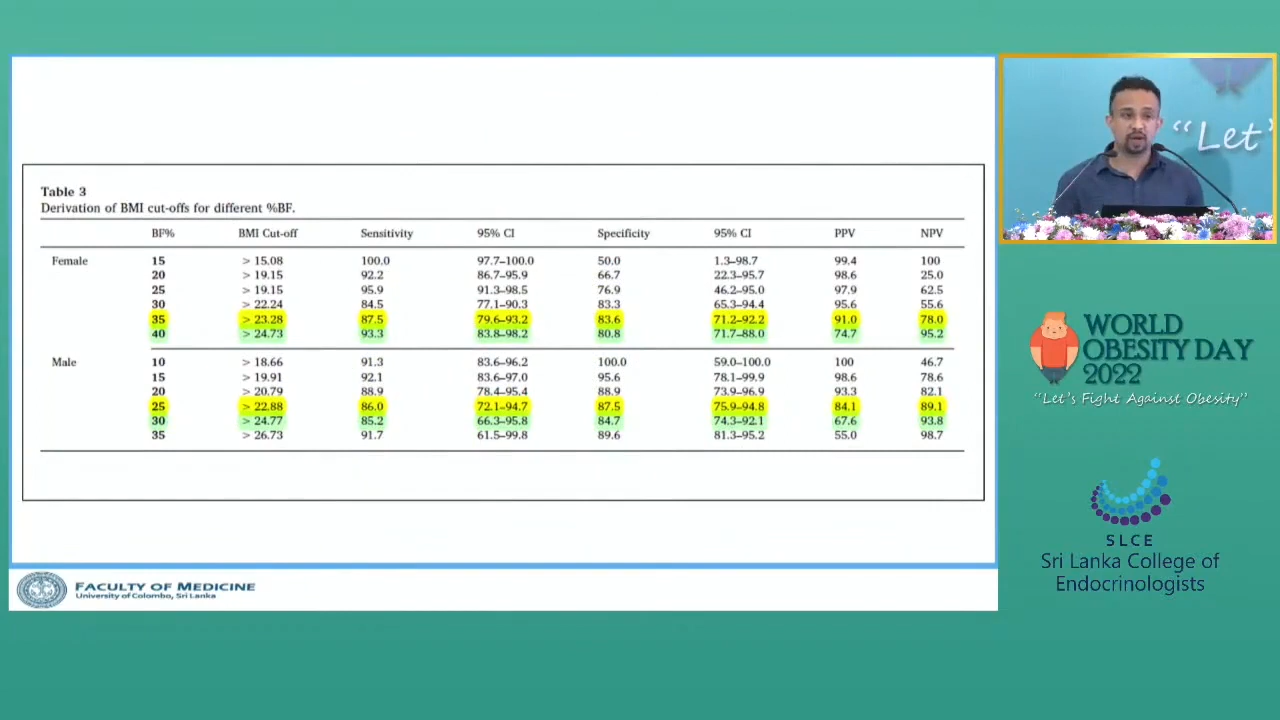 Table 3
Derivation of BMI cut-offs for different %BF.
BF% BMI Cut-off Sensitivity 95% CI Specificity 95% CI PPV NPV
Female 15 > 15.08 100.0 97.7–100.0 50.0 1.3–98.7 99.4 100
20 > 19.15 92.2 86.7–95.9 66.7 22.3–95.7 98.6 25.0
25 > 19.15 95.9 91.3–98.5 76.9 46.2–95.0 97.9 62.5
30 > 22.24 84.5 77.1–90.3 83.3 65.3–94.4 95.6 55.6
35 > 23.28 87.5 79.6–93.2 83.6 71.2–92.2 91.0 78.0
40 > 24.73 93.3 83.8–98.2 80.8 71.7–88.0 74.7 95.2
Male 10 > 18.66 91.3 83.6–96.2 100.0 59.0–100.0 100 46.7
15 > 19.91 92.1 83.6–97.0 95.6 78.1–99.9 98.6 78.6
20 > 20.79 88.9 78.4–95.4 88.9 73.9–96.9 93.3 82.1
25 > 22.88 86.0 72.1–94.7 87.5 75.9–94.8 84.1 89.1
30 > 24.77 85.2 66.3–95.8 84.7 74.3–92.1 67.6 93.8
35 > 26.73 91.7 61.5–99.8 89.6 81.3–95.2 55.0 98.7
FACULTY OF MEDICINE
University of Colombo, Sri Lanka
"Let'
WORLD
OBESITY DAY
2022
"Let's Fight Against Obesity"
SLCE
Sri Lanka College of
Endocrinologists